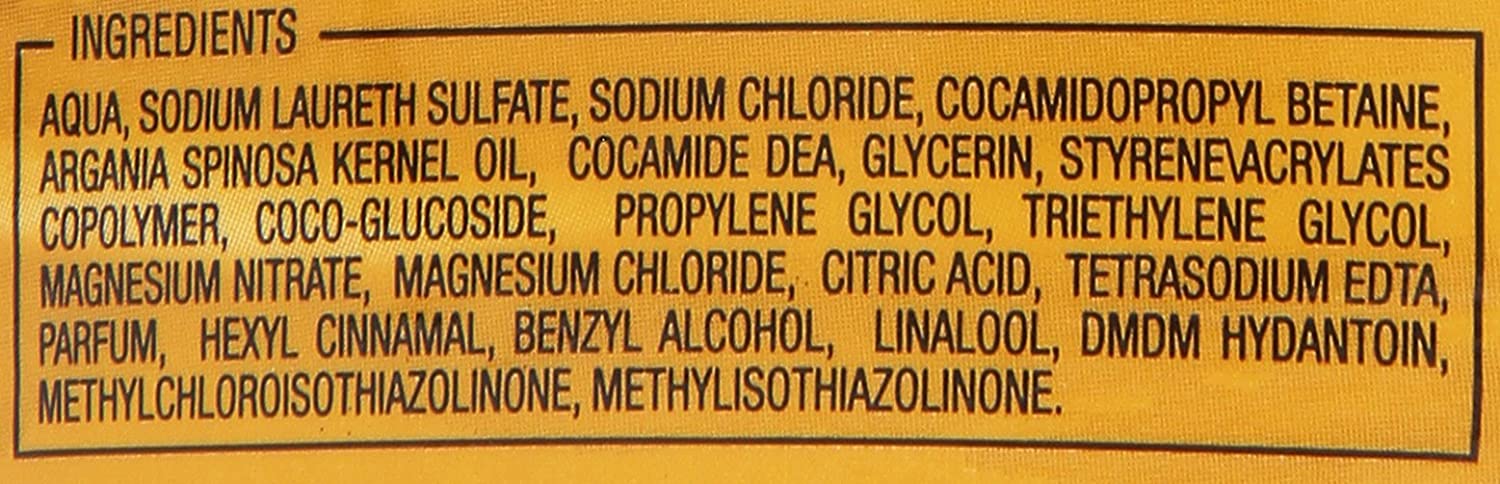 INGREDIENTS
AQUA, SODIUM LAURETH SULFATE, SODIUM CHLORIDE, COCAMIDOPROPYL BETAINE,
ARGANIA SPINOSA KERNEL OIL, COCAMIDE DEA, GLYCERIN, STYRENE\ACRYLATES
COPOLYMER, COCO-GLUCOSIDE, PROPYLENE GLYCOL, TRIETHYLENE GLYCOL,
MAGNESIUM NITRATE, MAGNESIUM CHLORIDE, CITRIC ACID, TETRASODIUM EDTA,
PARFUM, HEXYL CINNAMAL, BENZYL ALCOHOL, LINALOOL, DMDM HYDANTOIN,
METHYLCHLOROISOTHIAZOLINONE, METHYLISOTHIAZOLINONE.